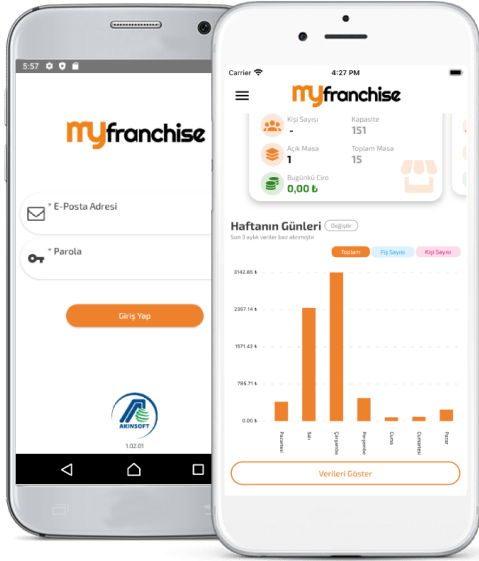 5:57
myfranchise
* E-Posta Adresi
* Parola
Giriş Yap
AKINSOFT
1.02.01
Carrier 4:27 PM
myfranchise
Kişi Sayısı
-
Kapasite
151
Açık Masa
1
Toplam Masa
15
Bugünkü Ciro
0,00 ₺
Haftanın Günleri Değiştir
Son 3 aylık veriler baz alınmıştır
Toplam Fiş Sayısı Kişi Sayısı
3142.85 ₺
2357.14 ₺
1571.42 ₺
785.71 ₺
0.00 ₺
Pazartesi
Salı
Çarşamba
Perşembe
Cuma
Cumartesi
Pazar
Verileri Göster